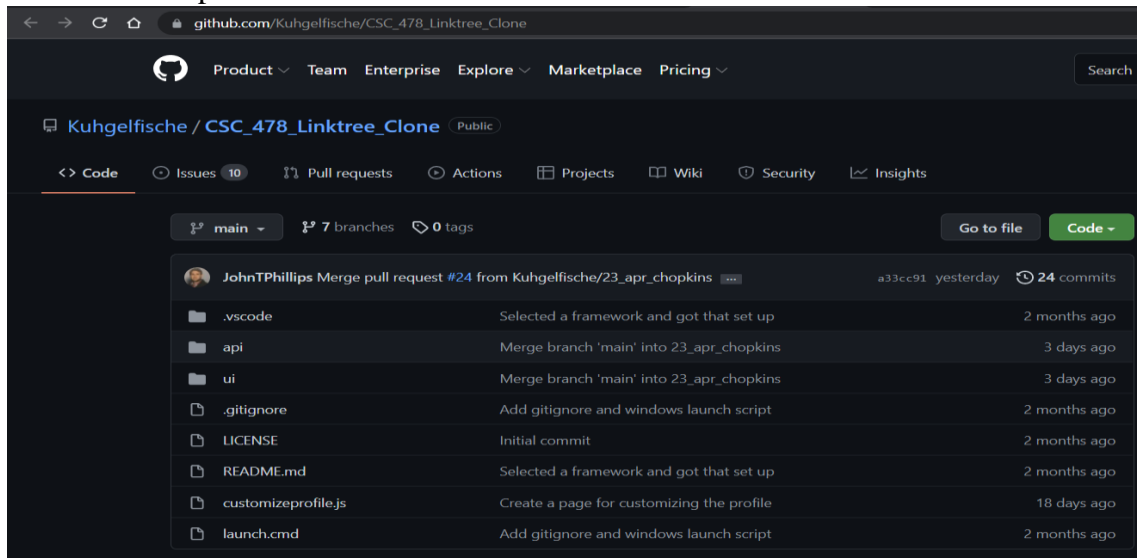 github.com/Kuhgelfische/CSC_478_Linktree_Clone
Product Team Enterprise Explore Marketplace Pricing Search
Kuhgelfische / CSC_478_Linktree_Clone Public
<> Code Issues 10 Pull requests Actions Projects Wiki Security Insights
main 7 branches 0 tags Go to file Code
JohnTPhillips Merge pull request #24 from Kuhgelfische/23_apr_chopkins ... a33cc91 yesterday 24 commits
.vscode Selected a framework and got that set up 2 months ago
api Merge branch 'main' into 23_apr_chopkins 3 days ago
ui Merge branch 'main' into 23_apr_chopkins 3 days ago
.gitignore Add gitignore and windows launch script 2 months ago
LICENSE Initial commit 2 months ago
README.md Selected a framework and got that set up 2 months ago
customizeprofile.js Create a page for customizing the profile 18 days ago
launch.cmd Add gitignore and windows launch script 2 months ago